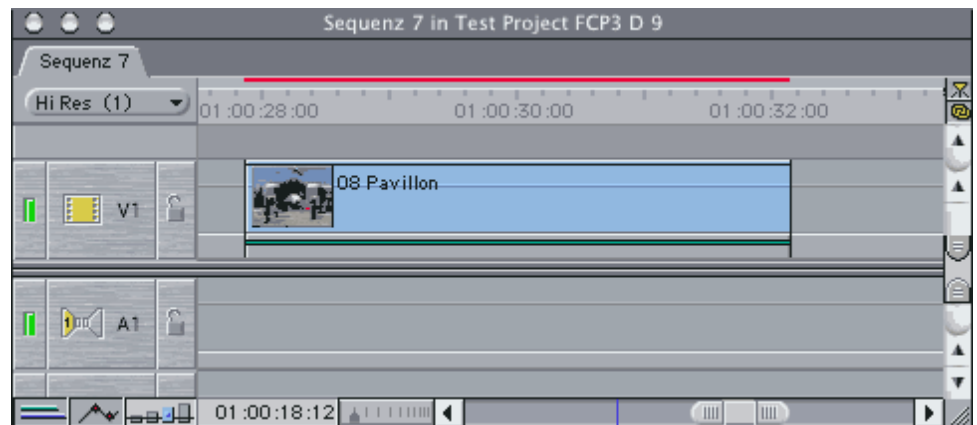 Sequenz 7 in Test Project FCP3 D 9
Sequenz 7
Hi Res (1)
01:00:28:00 01:00:30:00 01:00:32:00
08 Pavillon
V1
1 A1
01:00:18:12